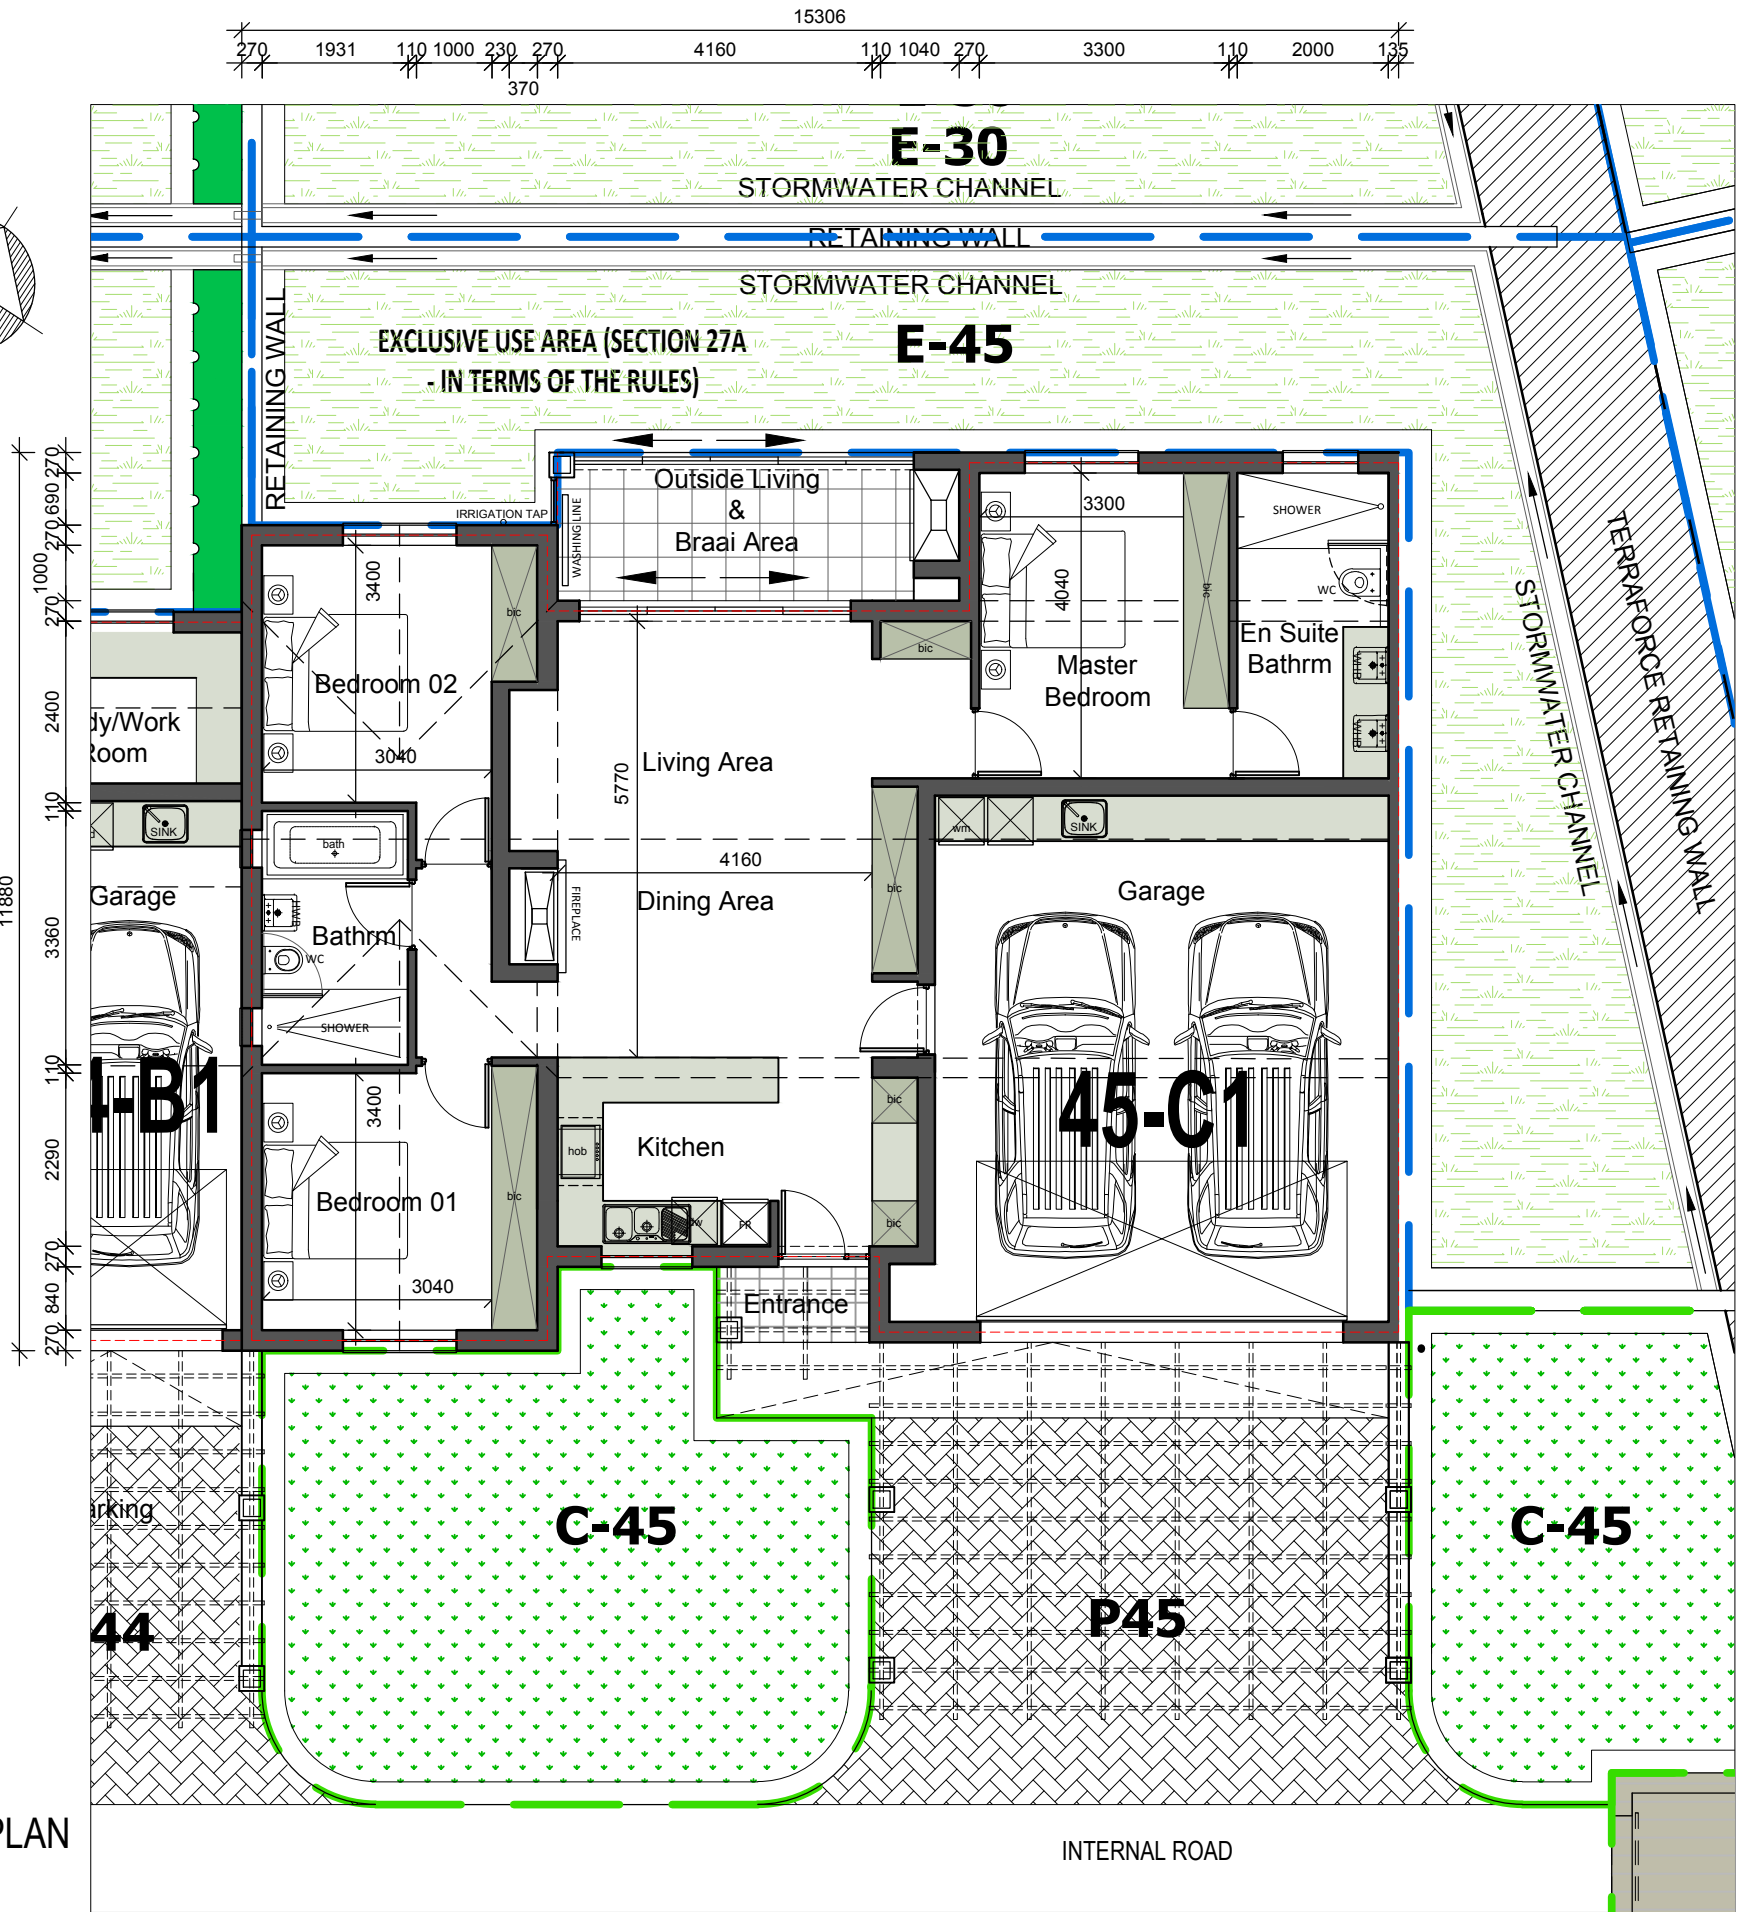 15306
270 1931 110 1000 230 270 4160 110 1040 270 3300 110 2000 135
370
E-30
STORMWATER CHANNEL
RETAINING WALL
STORMWATER CHANNEL
EXCLUSIVE USE AREA (SECTION 27A
- IN TERMS OF THE RULES)
E-45
RETAINING WALL
11880
270
690
270
1000
270
2400
110
3360
110
2290
270
840
270
IRRIGATION TAP
WASHING LINE
Outside Living
&
Braai Area
3300
4040
bic
SHOWER
WC
En Suite
Bathrm
WHB
WHB
Master
Bedroom
bic
3400
bic
Bedroom 02
3040
dy/Work
Room
SINK
Garage
4-B1
bath
WHB
Bathrm
WC
SHOWER
Living Area
5770
4160
Dining Area
FIREPLACE
bic
wm
SINK
Garage
45-C1
3400
Bedroom 01
3040
bic
hob
Kitchen
dw
FR
bic
bic
Entrance
STORMWATER CHANNEL
TERRAFORCE RETAINING WALL
arking
44
C-45
P45
C-45
PLAN
INTERNAL ROAD